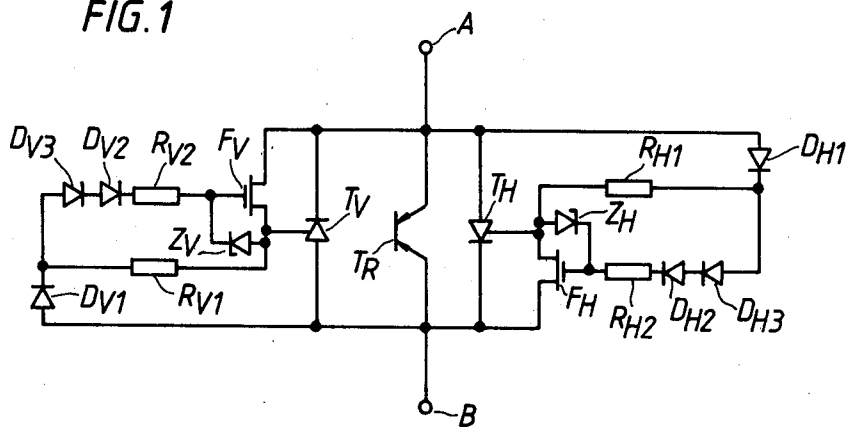 FIG.1
A
DV3
DV2
RV2
FV
RH1
DH1
TV
TH
ZH
ZV
TR
DV1
RV1
FH
RH2
DH2
DH3
B